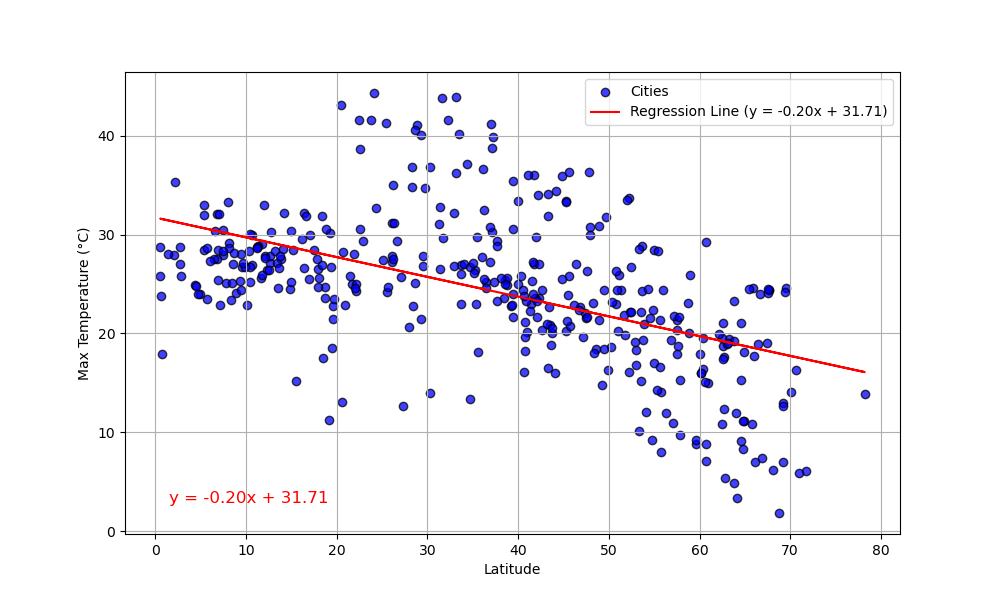 Cities
Regression Line (y = -0.20x + 31.71)
Max Temperature (°C)
40
30
20
10
0
y = -0.20x + 31.71
0 10 20 30 40 50 60 70 80
Latitude